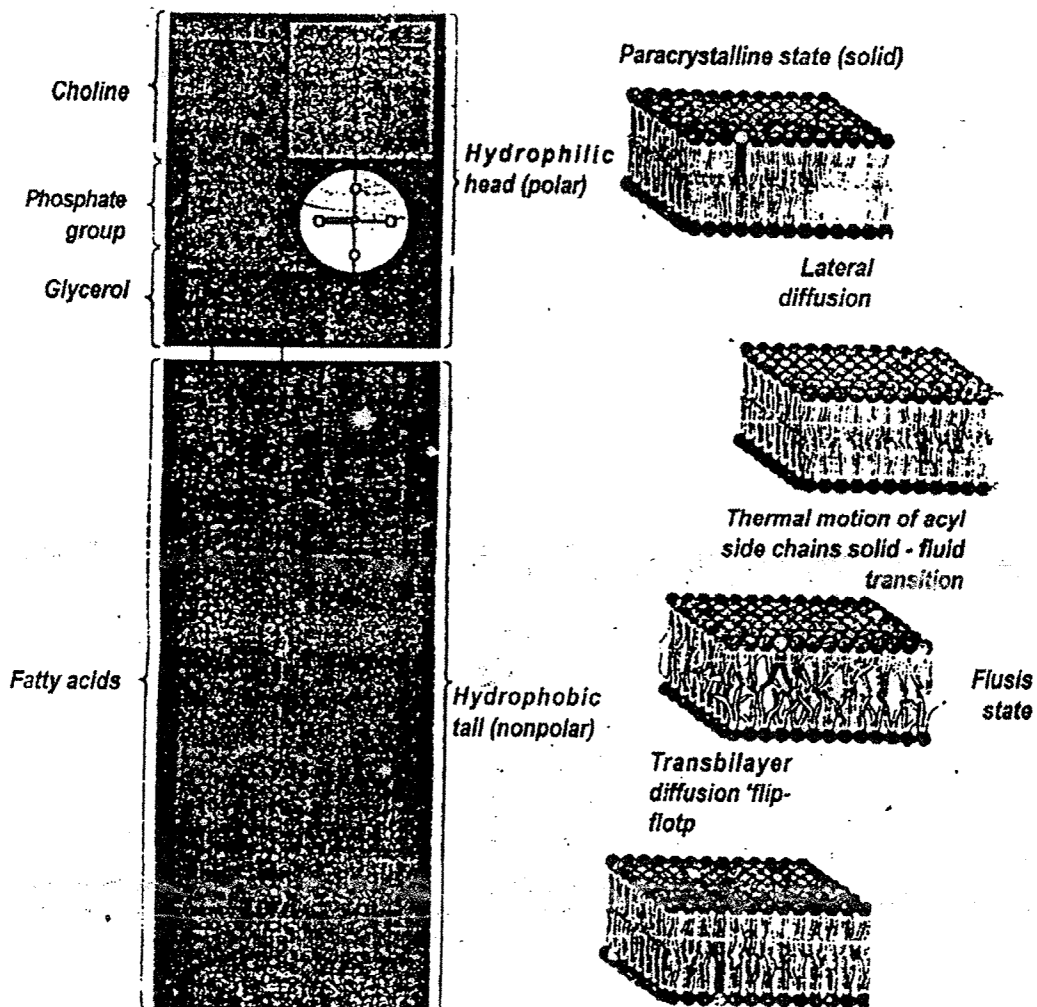 Choline
Phosphate
group
Glycerol
Fatty acids
Hydrophilic
head (polar)
Hydrophobic
tall (nonpolar)
Paracrystalline state (solid)
Lateral
diffusion
Thermal motion of acyl
side chains solid - fluid
transition
Flusis
state
Transbilayer
diffusion 'flip-
flotp